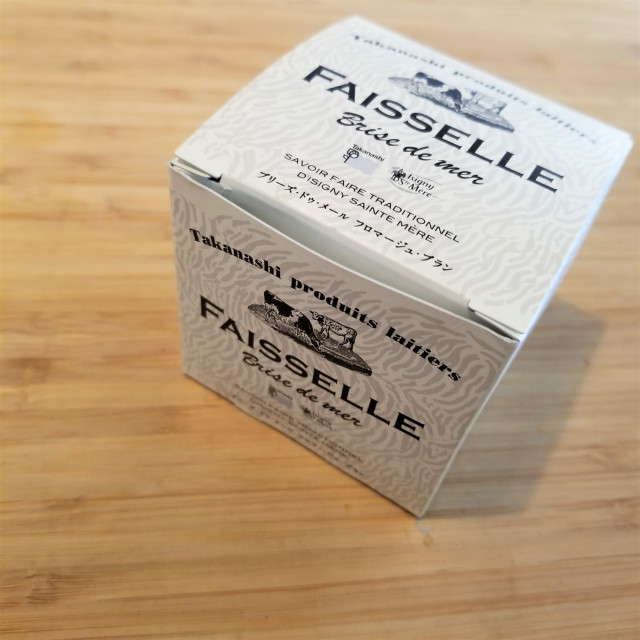 Takanashi produits laitiers
FAISSELLE
Brise de mer
Takanashi
Isigny
Ste Mère
SAVOIR FAIRE TRADITIONNEL
D'ISIGNY SAINTE MÈRE
ブリーズ・ドゥ・メール フロマージュ・ブラン
Takanashi produits laitiers
FAISSELLE
Brise de mer